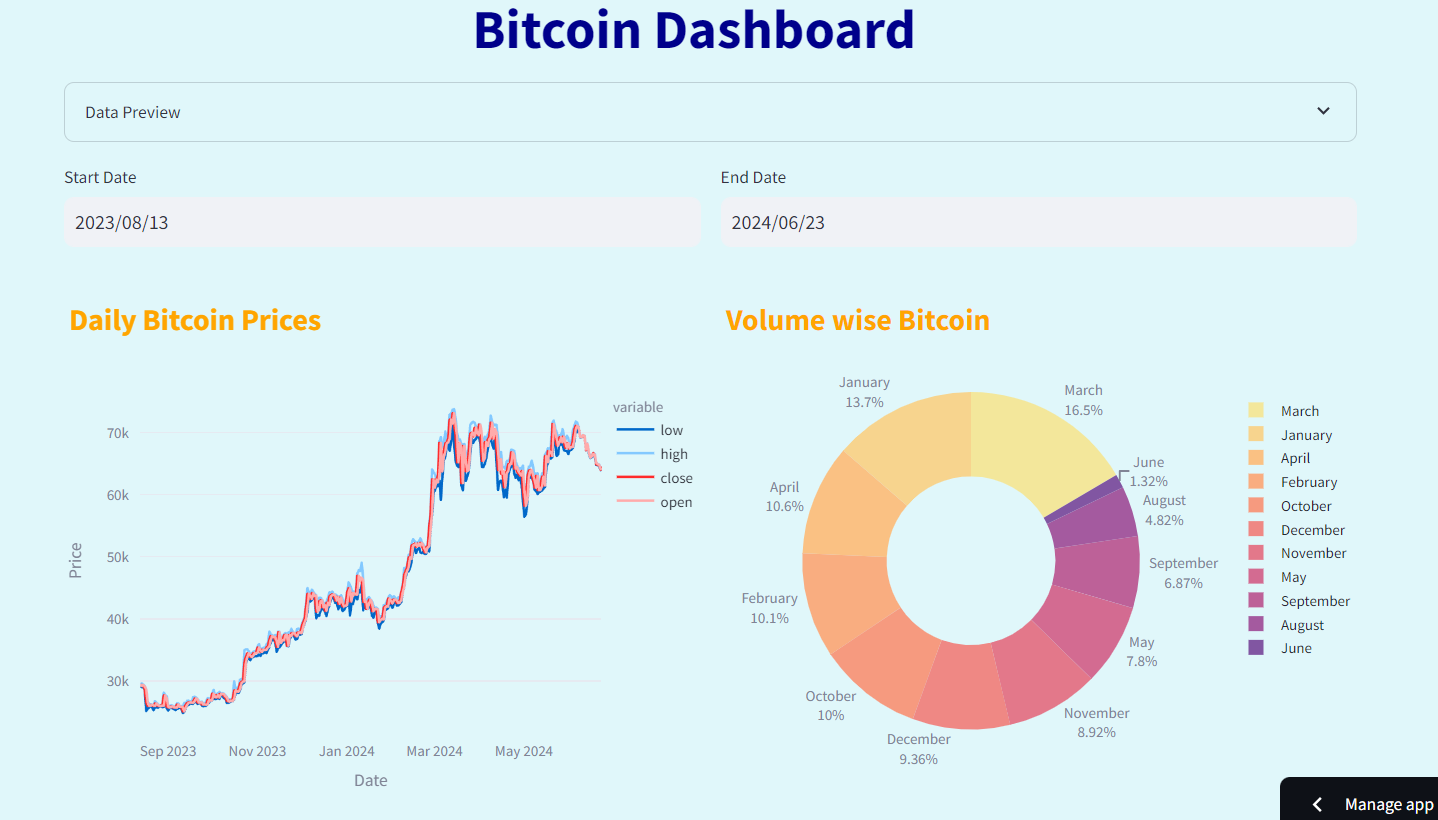 Bitcoin Dashboard
Data Preview
Start Date
End Date
2023/08/13
2024/06/23
Daily Bitcoin Prices
Volume wise Bitcoin
variable
low
high
close
open
70k
60k
50k
40k
30k
Price
Sep 2023
Nov 2023
Jan 2024
Mar 2024
May 2024
Date
January
13.7%
March
16.5%
June
1.32%
August
4.82%
April
10.6%
September
6.87%
February
10.1%
May
7.8%
October
10%
November
8.92%
December
9.36%
March
January
April
February
October
December
November
May
September
August
June
Manage app